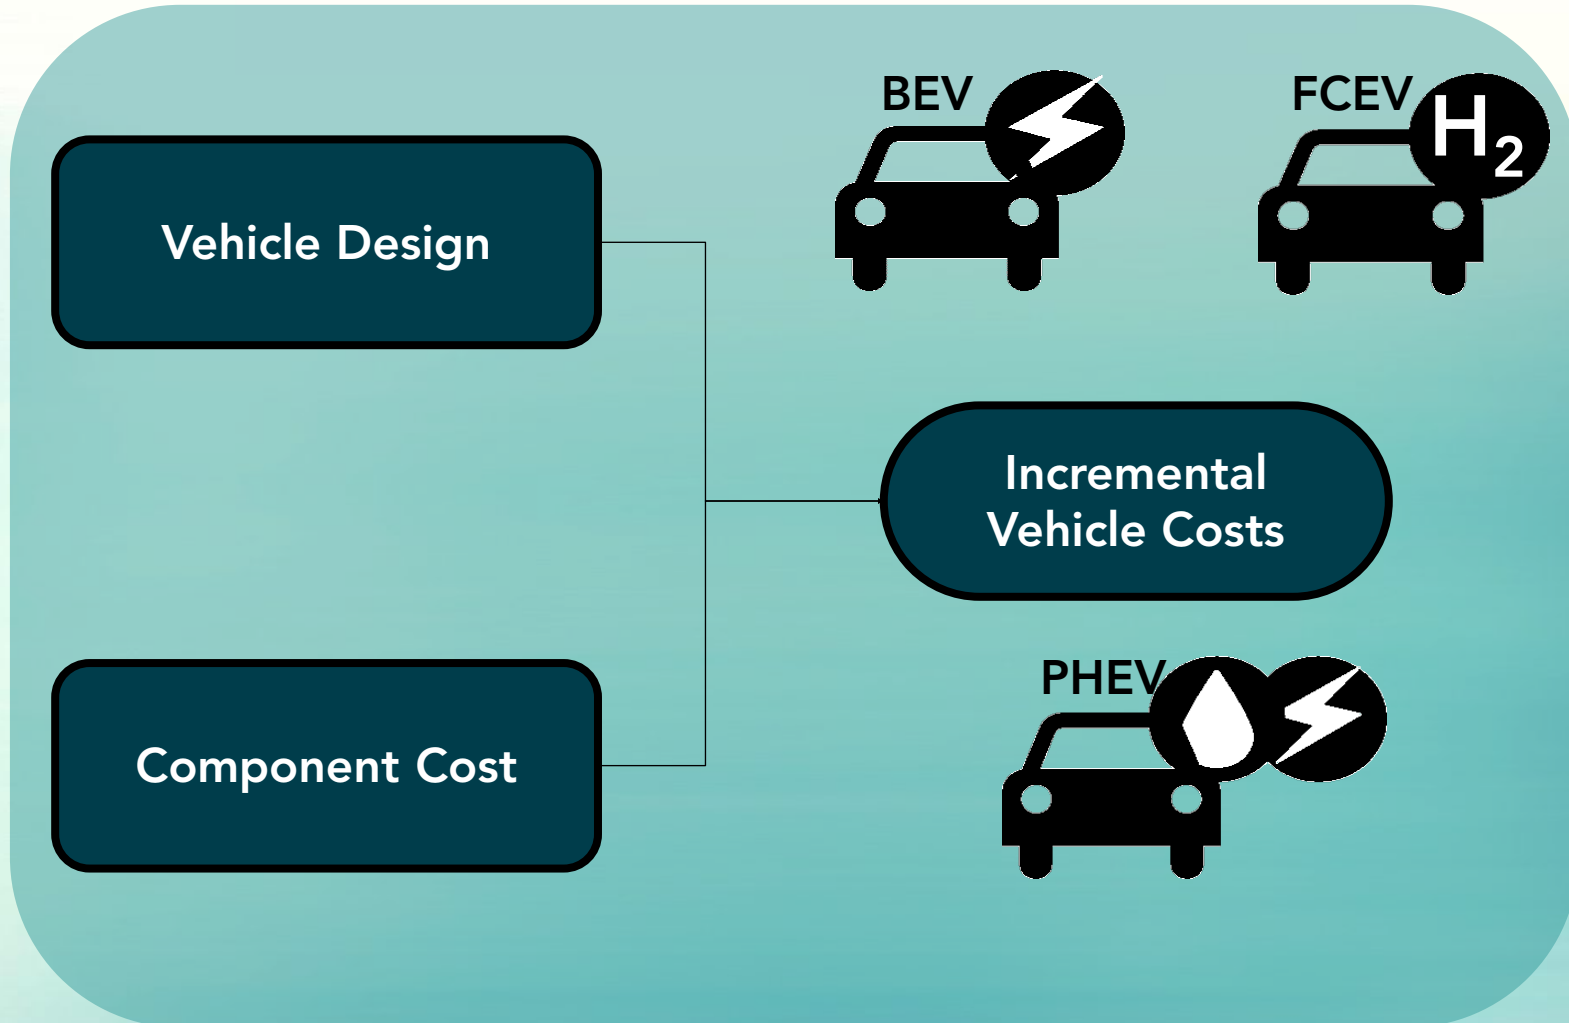 BEV
FCEV
H₂
Vehicle Design
Incremental
Vehicle Costs
PHEV
Component Cost